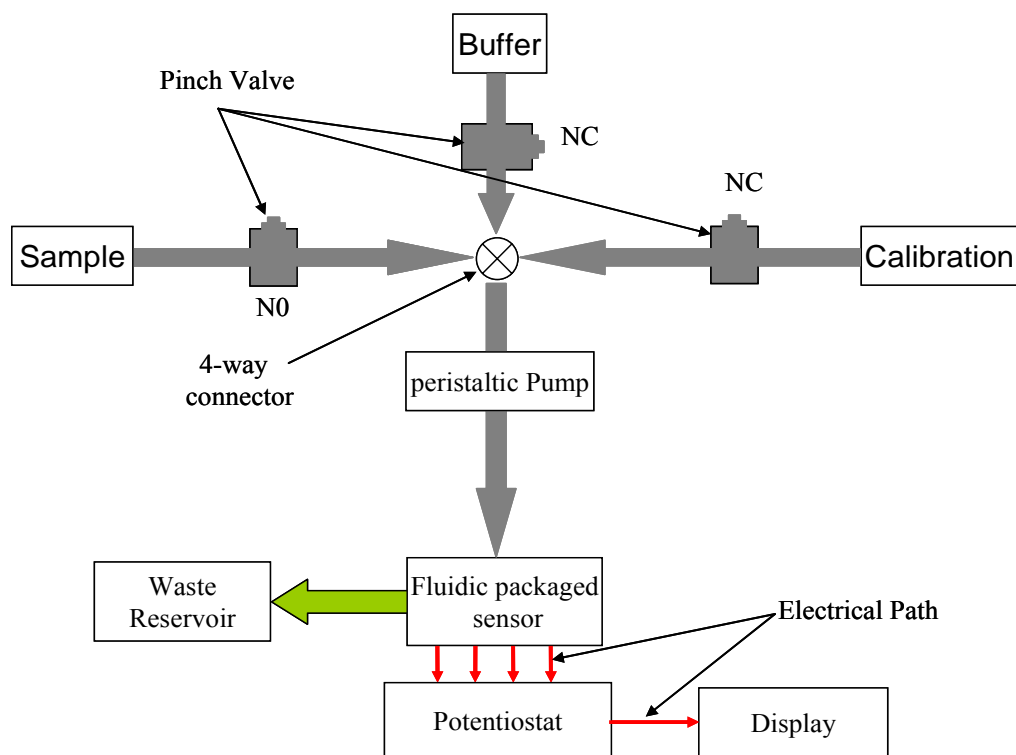 Buffer
Pinch Valve
NC
NC
Sample
Calibration
N0
4-way
connector
peristaltic Pump
Waste
Reservoir
Fluidic packaged
sensor
Electrical Path
Potentiostat
Display